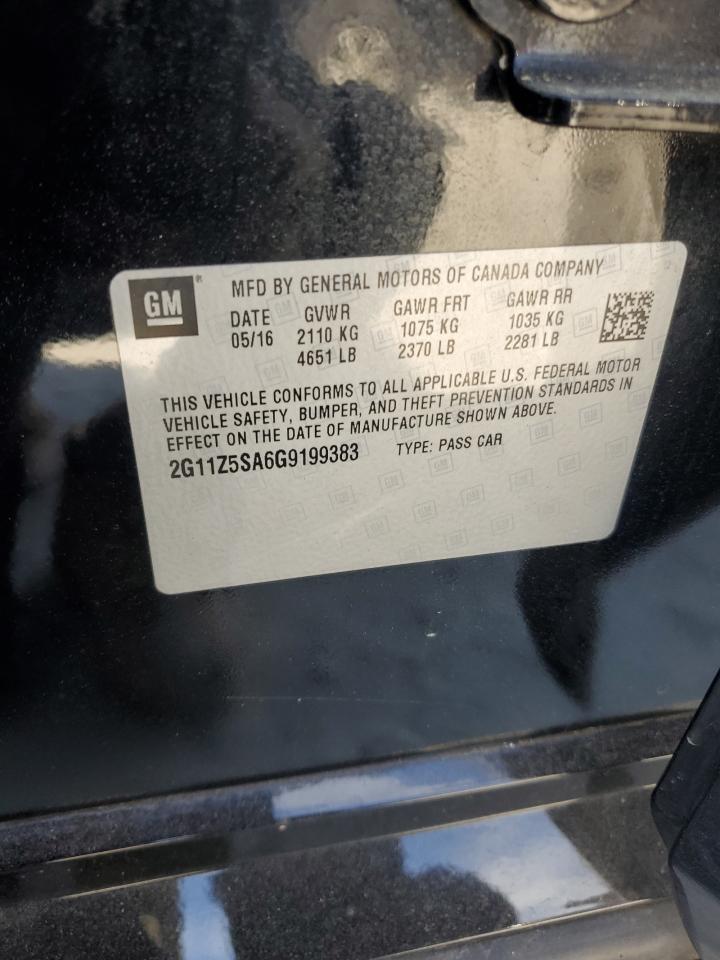 GM ® MFD BY GENERAL MOTORS OF CANADA COMPANY
DATE GVWR GAWR FRT GAWR RR
05/16 2110 KG 1075 KG 1035 KG
4651 LB 2370 LB 2281 LB
THIS VEHICLE CONFORMS TO ALL APPLICABLE U.S. FEDERAL MOTOR
VEHICLE SAFETY, BUMPER, AND THEFT PREVENTION STANDARDS IN
EFFECT ON THE DATE OF MANUFACTURE SHOWN ABOVE.
2G11Z5SA6G9199383 TYPE: PASS CAR